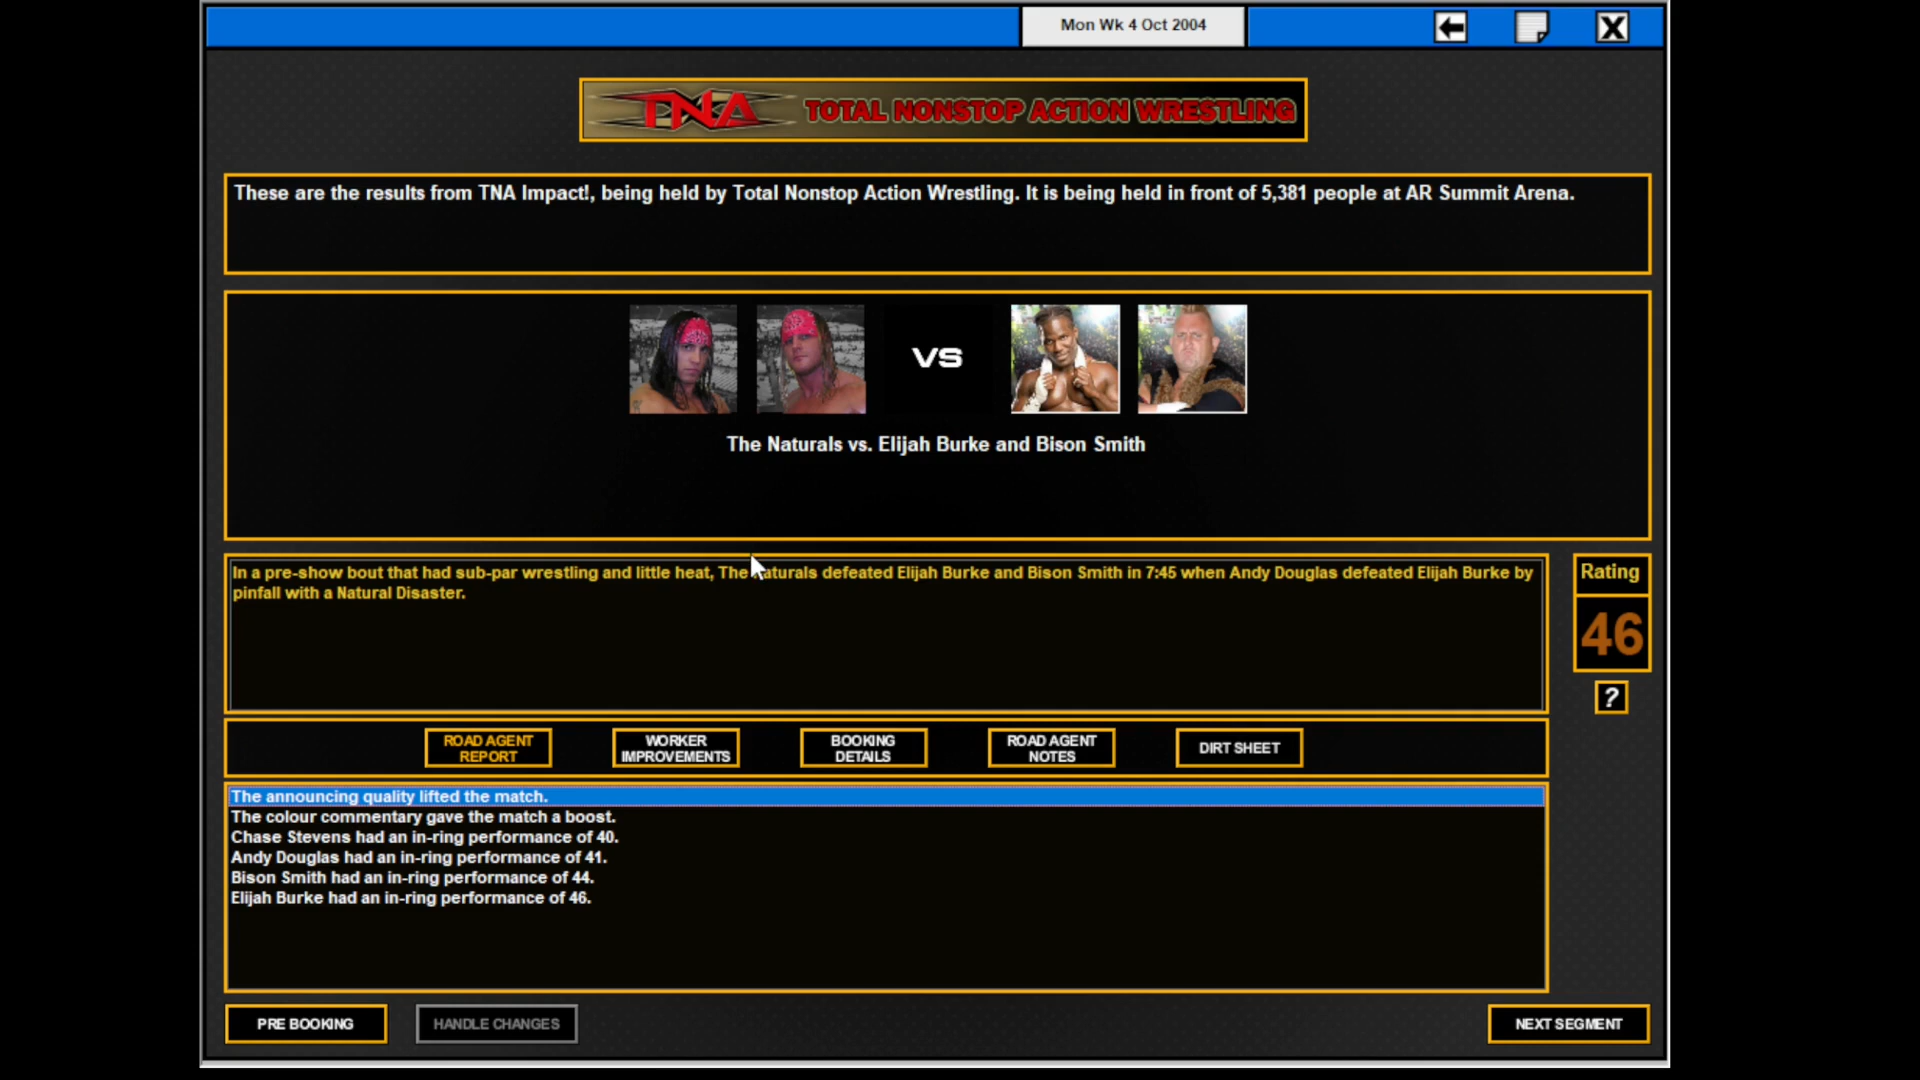 Mon Wk 4 Oct 2004
TNA TOTAL NONSTOP ACTION WRESTLING
These are the results from TNA Impact!, being held by Total Nonstop Action Wrestling. It is being held in front of 5,381 people at AR Summit Arena.
VS
The Naturals vs. Elijah Burke and Bison Smith
In a pre-show bout that had sub-par wrestling and little heat, The Naturals defeated Elijah Burke and Bison Smith in 7:45 when Andy Douglas defeated Elijah Burke by
pinfall with a Natural Disaster.
Rating
46
?
ROAD AGENT
REPORT
WORKER
IMPROVEMENTS
BOOKING
DETAILS
ROAD AGENT
NOTES
DIRT SHEET
The announcing quality lifted the match.
The colour commentary gave the match a boost.
Chase Stevens had an in-ring performance of 40.
Andy Douglas had an in-ring performance of 41.
Bison Smith had an in-ring performance of 44.
Elijah Burke had an in-ring performance of 46.
PRE BOOKING
HANDLE CHANGES
NEXT SEGMENT